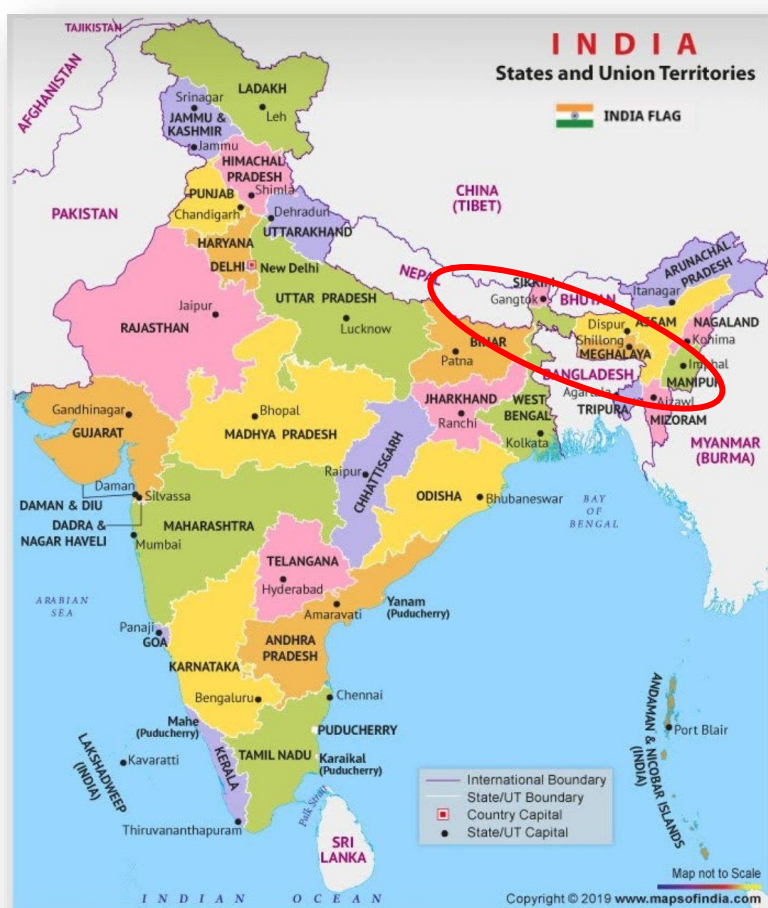 INDIA
States and Union Territories
INDIA FLAG
TAJIKISTAN
AFGHANISTAN
PAKISTAN
CHINA
(TIBET)
NEPAL
BHUTAN
BANGLADESH
MYANMAR
(BURMA)
SRI
LANKA
LADAKH
Leh
Srinagar
JAMMU &
KASHMIR
Jammu
HIMACHAL
PRADESH
Shimla
PUNJAB
Chandigarh
Dehradun
UTTARAKHAND
HARYANA
DELHI
New Delhi
UTTAR PRADESH
Lucknow
Jaipur
RAJASTHAN
SIKKIM
Gangtok
ARUNACHAL
PRADESH
Itanagar
ASSAM
Dispur
Shillong
MEGHALAYA
NAGALAND
Kohima
Imphal
MANIPUR
Agartala
TRIPURA
Aizawl
MIZORAM
BIHAR
Patna
JHARKHAND
Ranchi
WEST
BENGAL
Kolkata
Gandhinagar
GUJARAT
Bhopal
MADHYA PRADESH
Raipur
CHHATTISGARH
ODISHA
Bhubaneswar
Daman
Silvassa
DAMAN & DIU
DADRA &
NAGAR HAVELI
MAHARASHTRA
Mumbai
TELANGANA
Hyderabad
Amaravati
Yanam
(Puducherry)
ANDHRA
PRADESH
Panaji
GOA
KARNATAKA
Bengaluru
Chennai
Mahe
(Puducherry)
PUDUCHERRY
KERALA
TAMIL NADU
Karaikal
(Puducherry)
Thiruvananthapuram
Kavaratti
LAKSHADWEEP
(INDIA)
Palk Strait
ANDAMAN & NICOBAR ISLANDS
(INDIA)
Port Blair
ARABIAN
SEA
BAY
OF
BENGAL
INDIAN OCEAN
International Boundary
State/UT Boundary
Country Capital
State/UT Capital
Map not to Scale
Copyright © 2019 www.mapsofindia.com